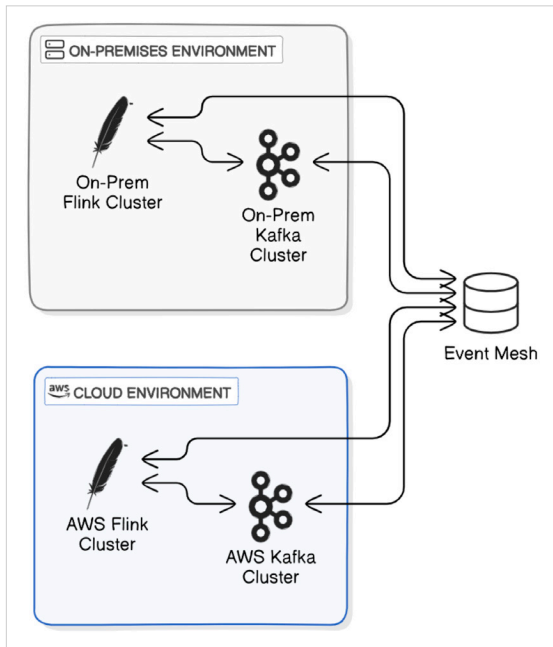 ON-PREMISES ENVIRONMENT
On-Prem
Flink Cluster
On-Prem
Kafka
Cluster
Event Mesh
aws
CLOUD ENVIRONMENT
AWS Flink
Cluster
AWS Kafka
Cluster